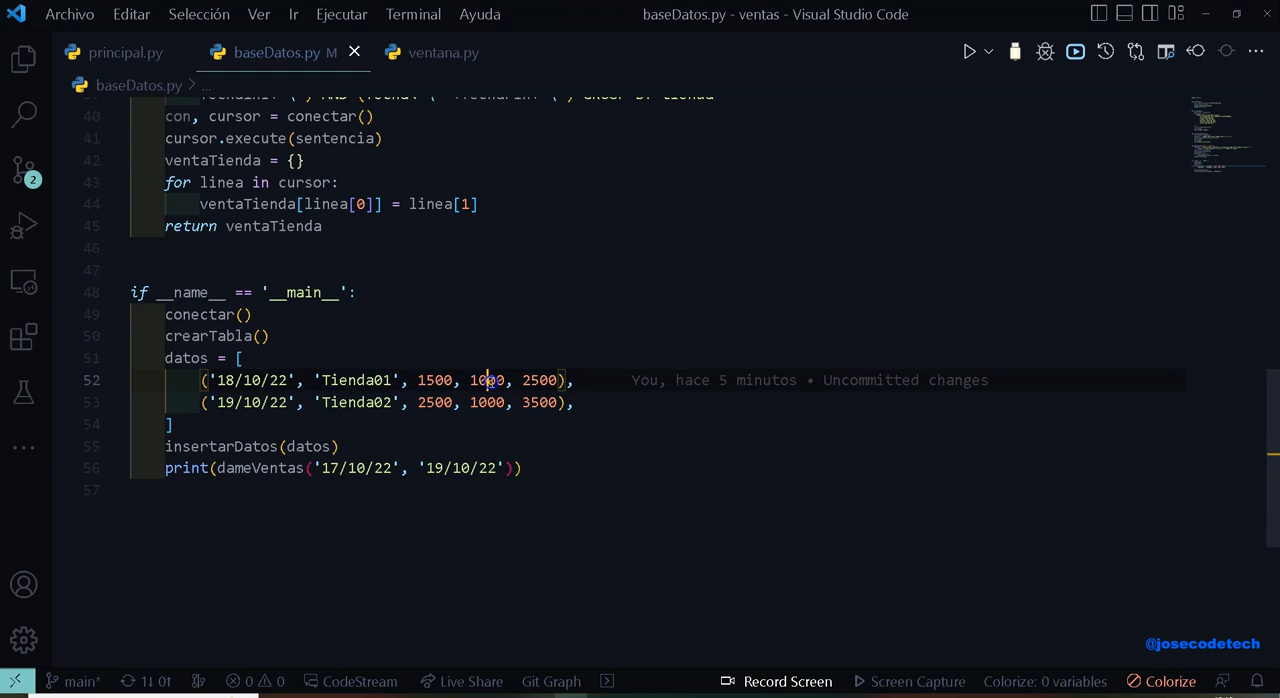 Archivo Editar Selección Ver Ir Ejecutar Terminal Ayuda
baseDatos.py - ventas - Visual Studio Code
principal.py baseDatos.py M ventana.py
baseDatos.py > ...
40 con, cursor = conectar()
41 cursor.execute(sentencia)
42 ventaTienda = {}
43 for linea in cursor:
44 ventaTienda[linea[0]] = linea[1]
45 return ventaTienda
46
47
48 if __name__ == '__main__':
49 conectar()
50 crearTabla()
51 datos = [
52 ('18/10/22', 'Tienda01', 1500, 1000, 2500), You, hace 5 minutos • Uncommitted changes
53 ('19/10/22', 'Tienda02', 2500, 1000, 3500),
54 ]
55 insertarDatos(datos)
56 print(dameVentas('17/10/22', '19/10/22'))
57
2
@josecodetech
main* 1↓ 0↑ 0 0 CodeStream Live Share Git Graph Record Screen Screen Capture Colorize: 0 variables Colorize